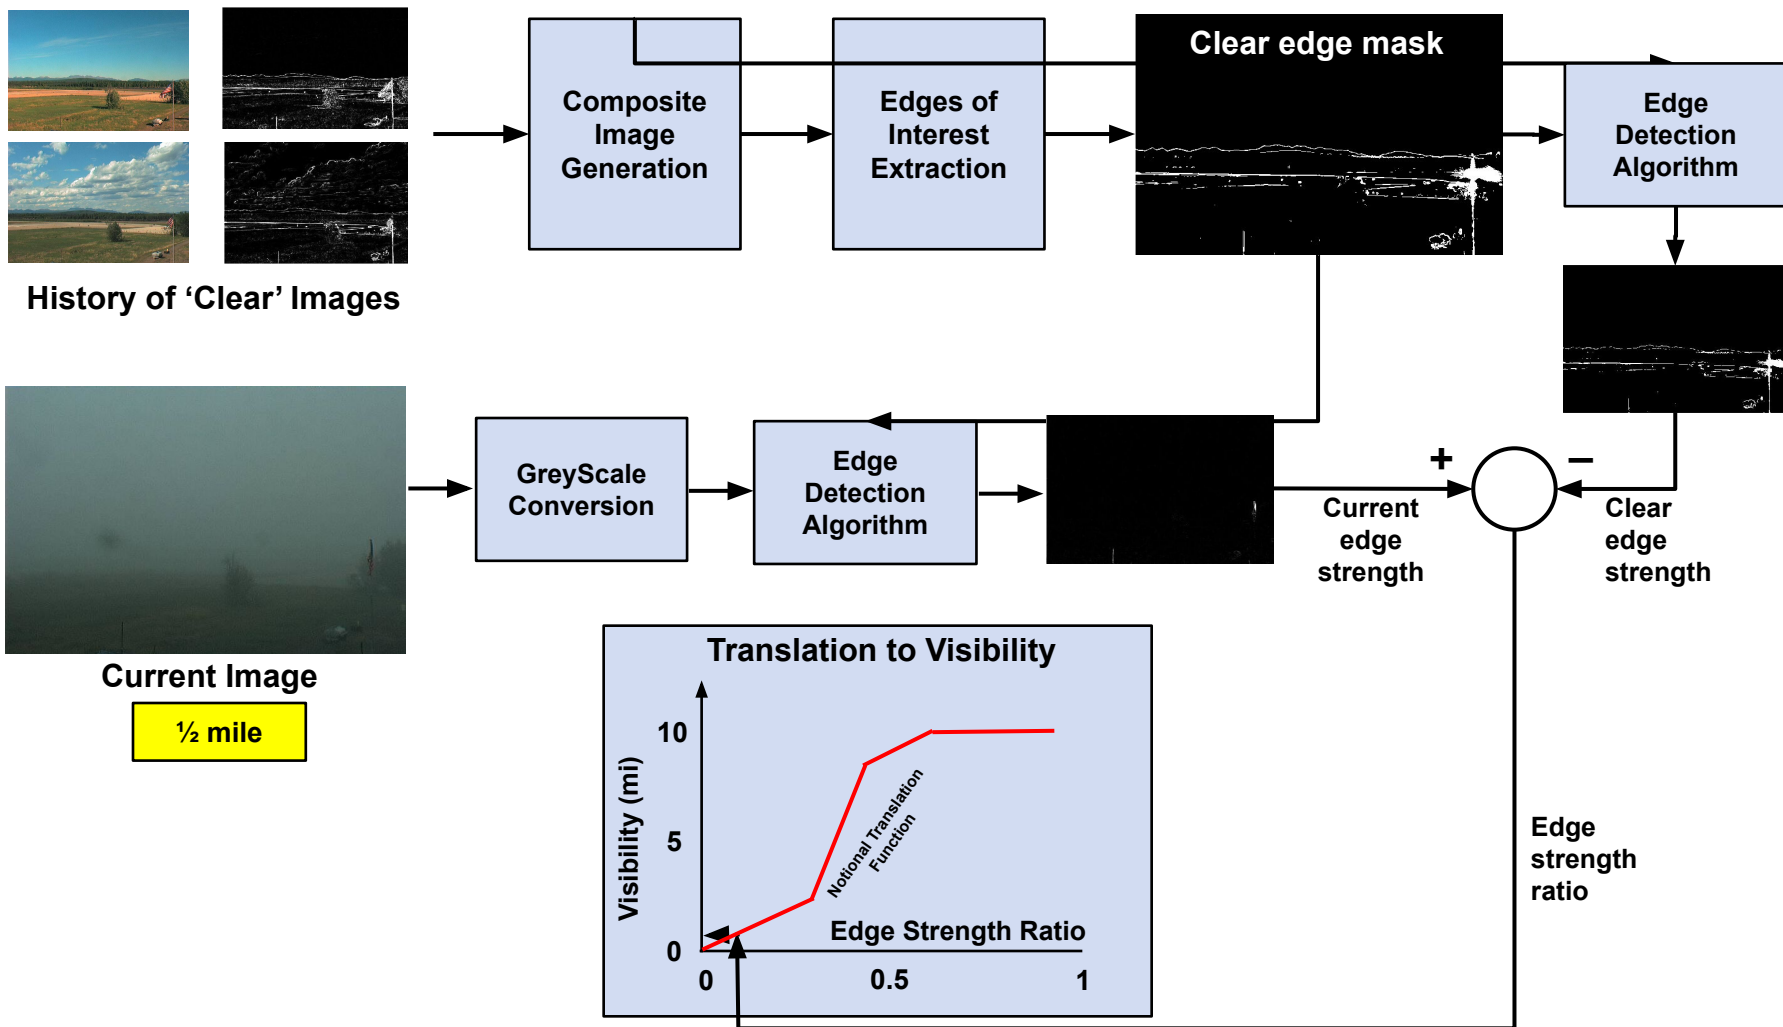 Clear edge mask
Composite
Image
Generation
Edges of
Interest
Extraction
Edge
Detection
Algorithm
History of ‘Clear’ Images
GreyScale
Conversion
Edge
Detection
Algorithm
+
−
Current
edge
strength
Clear
edge
strength
Current Image
½ mile
Translation to Visibility
10
5
0
Visibility (mi)
Notional Translation
Function
Edge Strength Ratio
0
0.5
1
Edge
strength
ratio